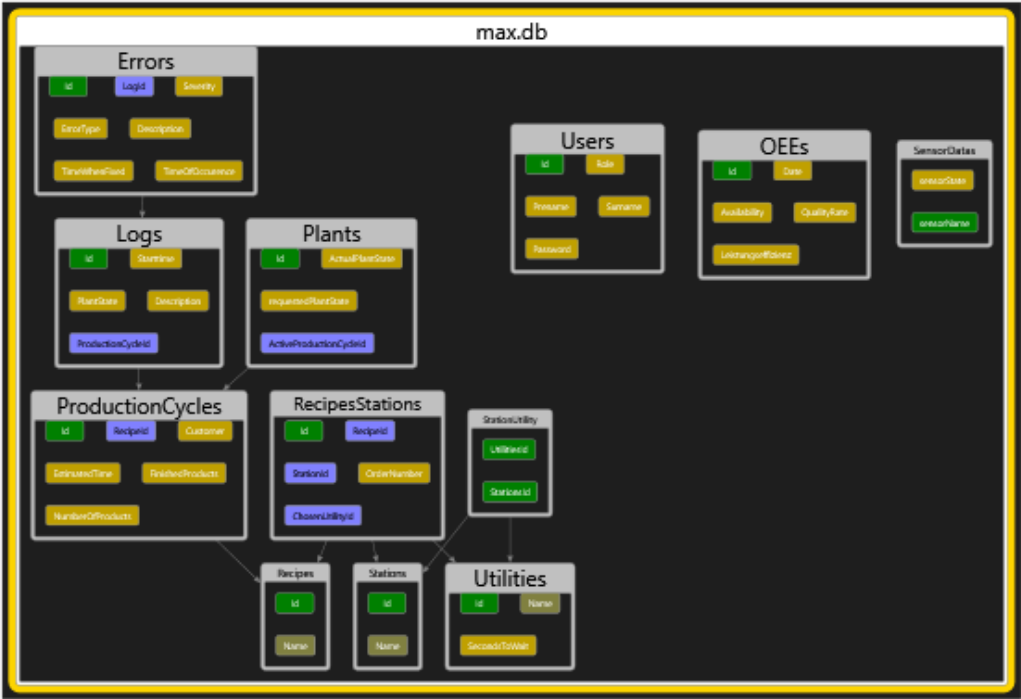 max.db
Errors
Id LogId Severity
ErrorType Description
TimeWhenFixed TimeOfOccurence
Users
Id Role
Prename Surname
Password
OEEs
Id Date
Availability QualityRate
Leistungseffizienz
SensorDatas
sensorState
sensorName
Logs
Id Starttime
PlantState Description
ProductionCycleId
Plants
Id ActualPlantState
requestedPlantState
ActiveProductionCycleId
ProductionCycles
Id RecipeId Customer
EstimatedTime FinishedProducts
NumberOfProducts
RecipesStations
Id RecipeId
StationId OrderNumber
ChosenUtilityId
StationUtility
UtilitiesId
StationsId
Recipes
Id
Name
Stations
Id
Name
Utilities
Id Name
SecondsToWait